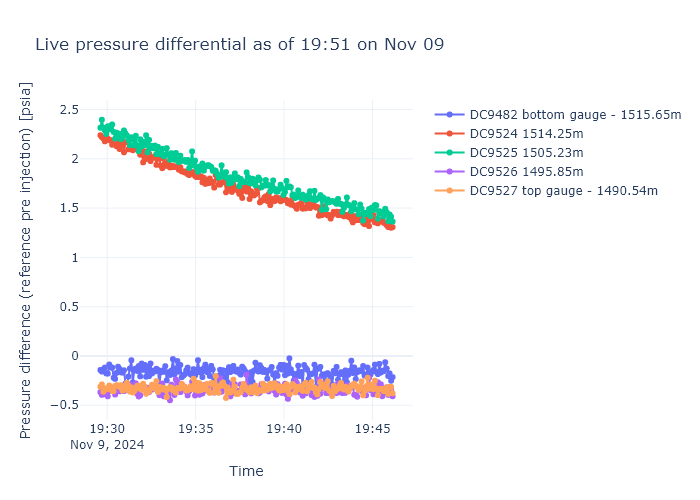 Live pressure differential as of 19:51 on Nov 09
Pressure difference (reference pre injection) [psia]
2.5
2
1.5
1
0.5
0
−0.5
19:30
Nov 9, 2024
19:35
19:40
19:45
Time
DC9482 bottom gauge - 1515.65m
DC9524 1514.25m
DC9525 1505.23m
DC9526 1495.85m
DC9527 top gauge - 1490.54m